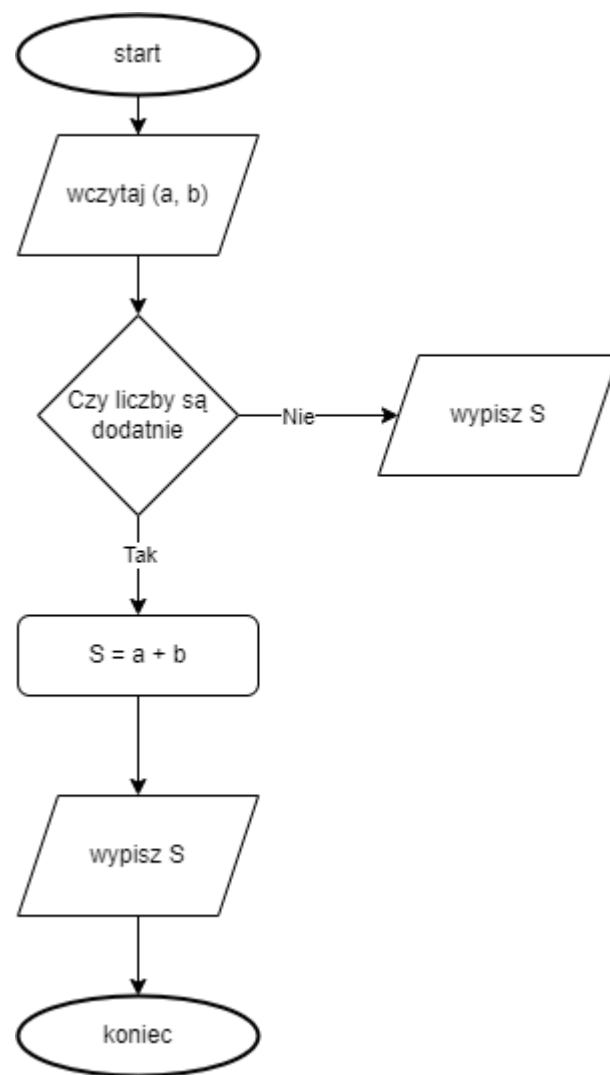 start
wczytaj (a, b)
Czy liczby są
dodatnie
Nie
wypisz S
Tak
S = a + b
wypisz S
koniec